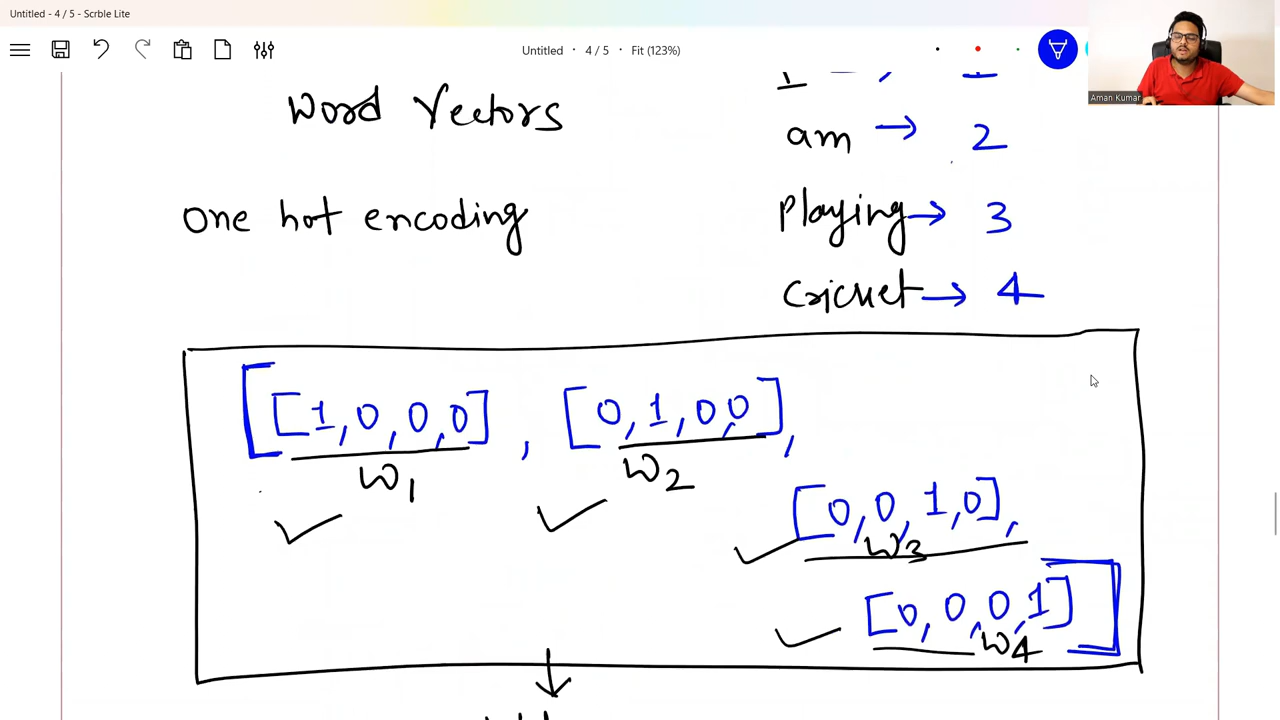 Untitled - 4 / 5 - Scrble Lite
Untitled • 4 / 5 • Fit (123%)
Aman Kumar
Word Vectors
I → 1
am → 2
One hot encoding
Playing → 3
Cricket → 4
[[1,0,0,0], [0,1,0,0],
W1 W2
[0,0,1,0],
W3
[0,0,0,1]]
W4